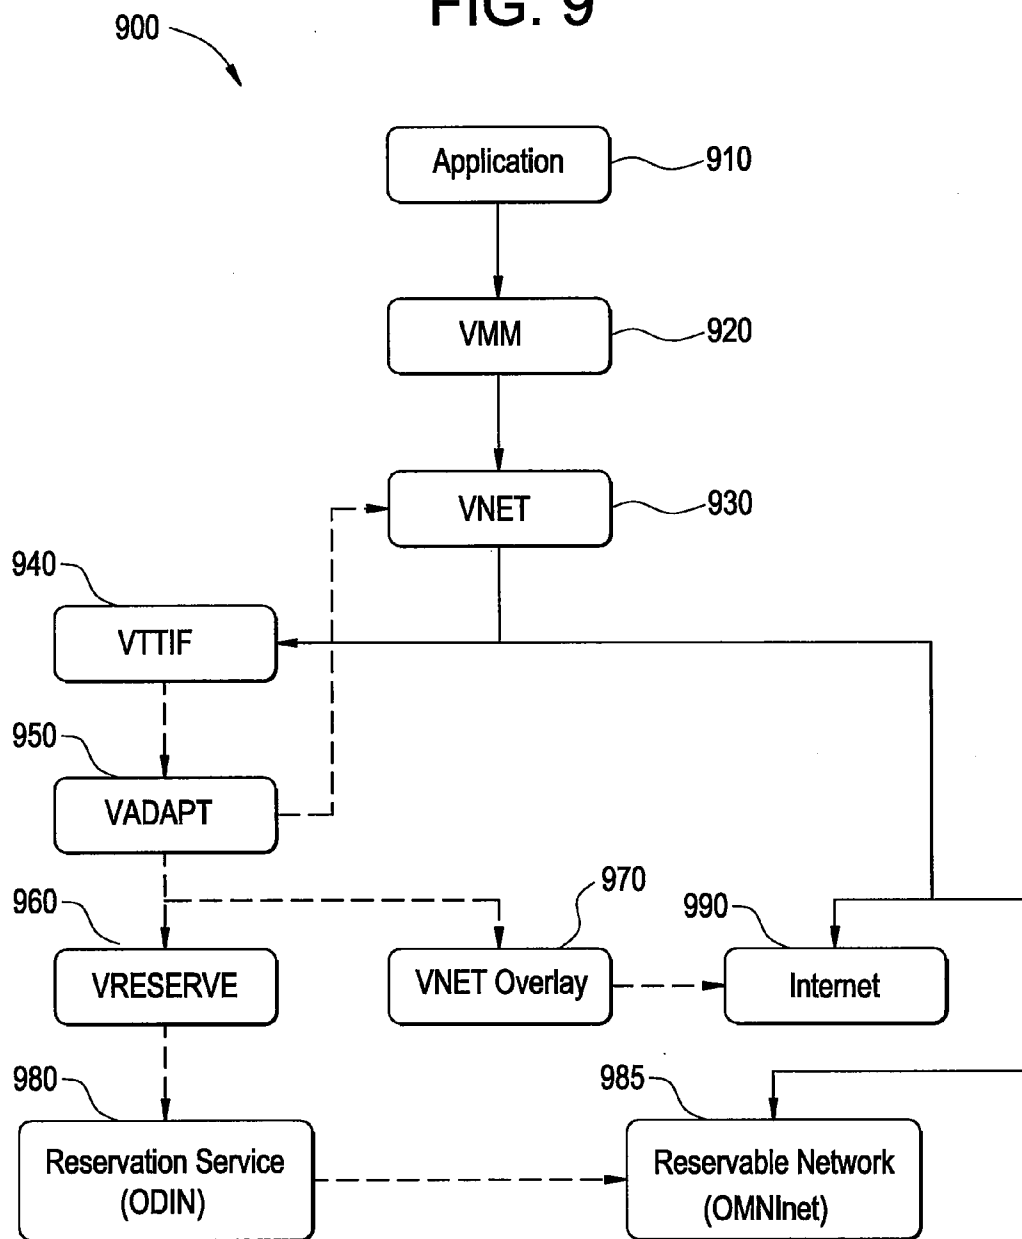 FIG. 9
900
Application
910
VMM
920
VNET
930
940
VTTIF
950
VADAPT
960
970
990
VRESERVE
VNET Overlay
Internet
980
985
Reservation Service
(ODIN)
Reservable Network
(OMNInet)